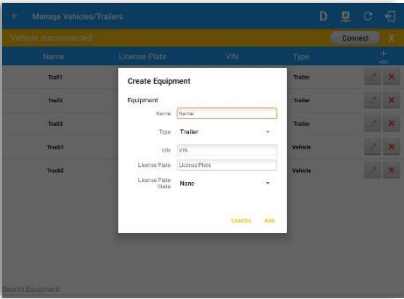 Manage Vehicles/Trailers
D
Vehicle disconnected
Connect
X
Name License Plate VIN Type
Trail1 Trailer
Trail2 Trailer
Trail3 Trailer
Truck1 Vehicle
Truck2 Vehicle
Create Equipment
Equipment
Name Name
Type Trailer
VIN VIN
License Plate License Plate
License Plate
State None
CANCEL ADD
Search Equipment